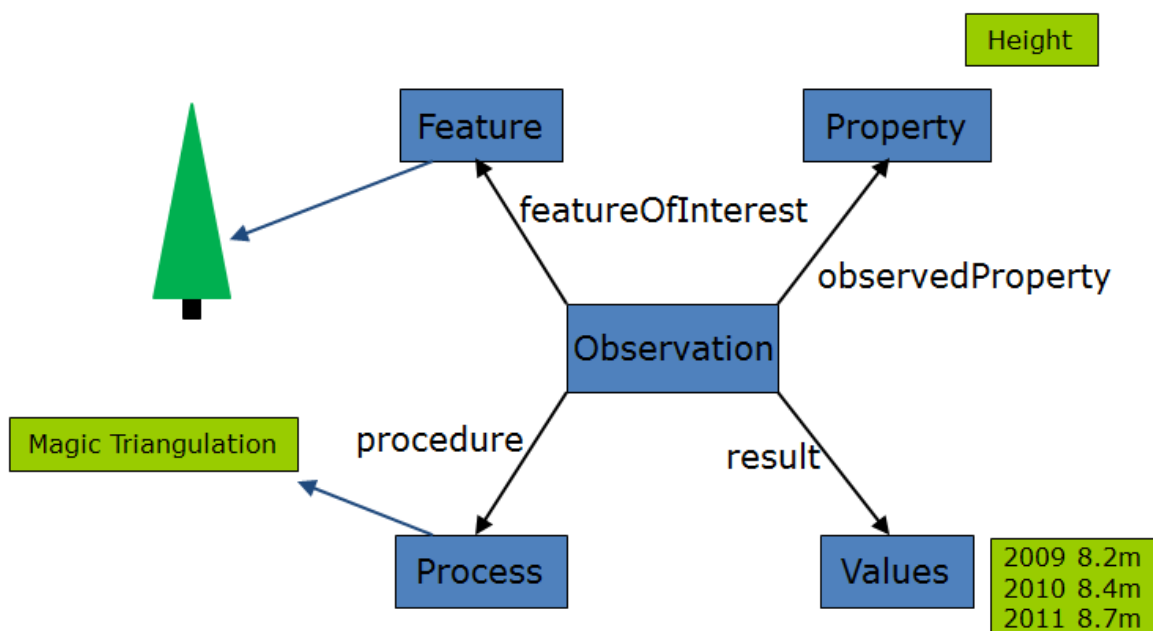 Height
Feature
Property
featureOfInterest
observedProperty
Observation
Magic Triangulation
procedure
result
Process
Values
2009 8.2m
2010 8.4m
2011 8.7m